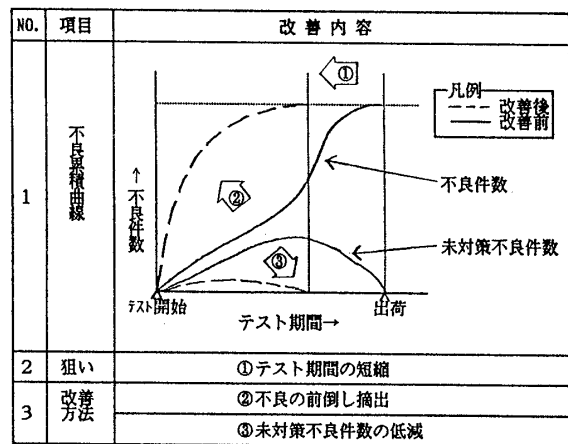 NO. 項目 改善内容
1 不良累積曲線
①
凡例
改善後
改善前
↑不良件数
②
不良件数
未対策不良件数
③
テスト開始
出荷
テスト期間→
2 狙い ①テスト期間の短縮
3 改善方法 ②不良の前倒し摘出
③未対策不良件数の低減